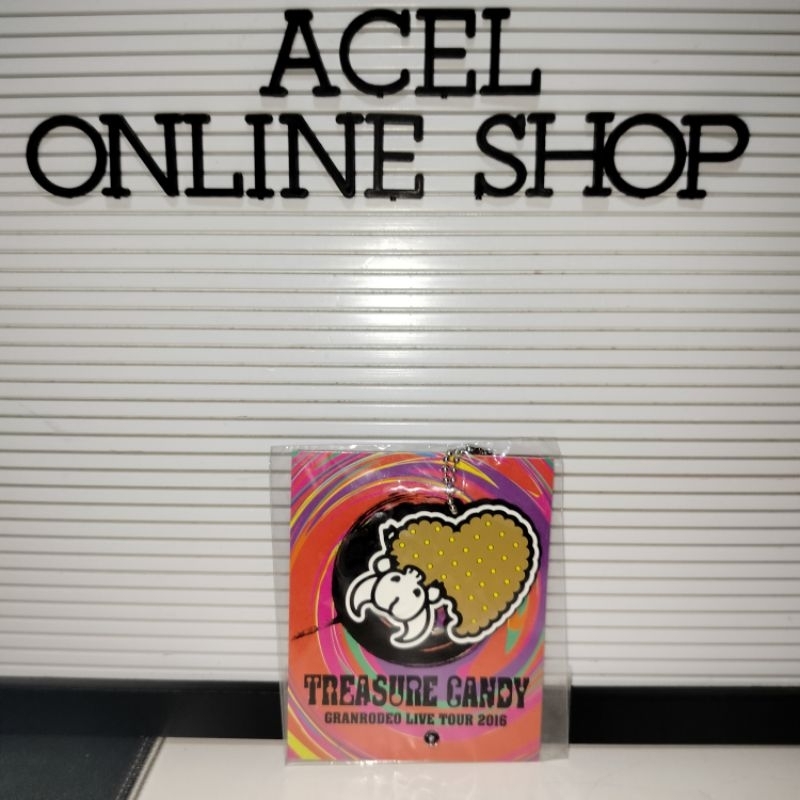 ACEL
ONLINE SHOP
TREASURE CANDY
GRANRODEO LIVE TOUR 2016